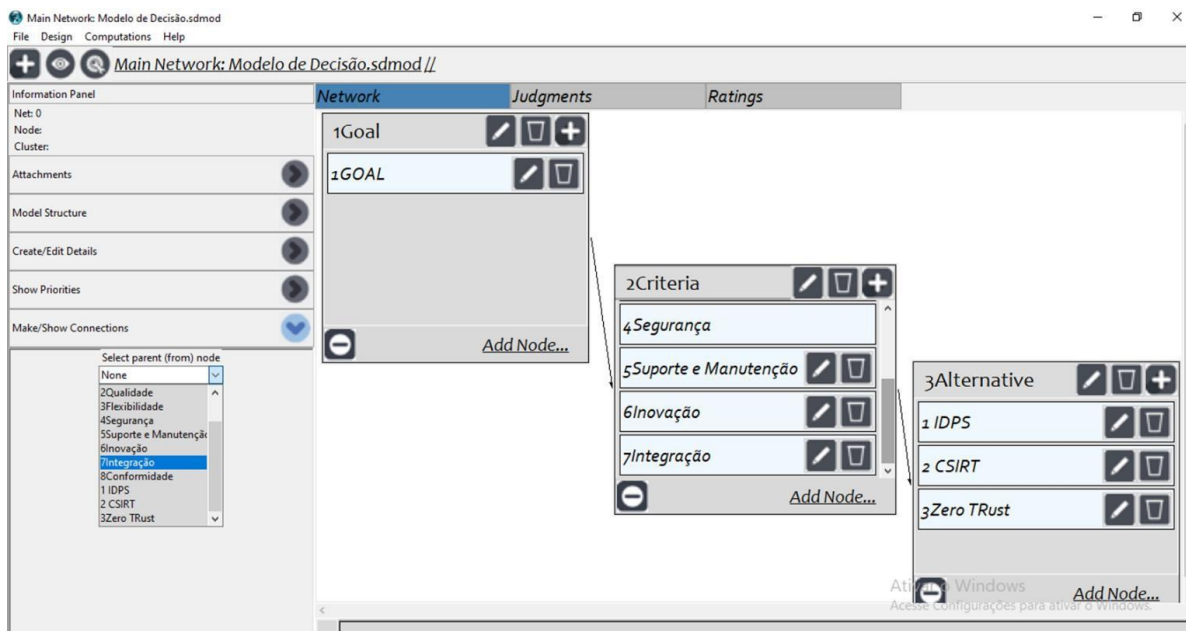 Main Network: Modelo de Decisão.sdmod
File Design Computations Help
Main Network: Modelo de Decisão.sdmod //
Information Panel
Net: 0
Node:
Cluster:
Attachments
Model Structure
Create/Edit Details
Show Priorities
Make/Show Connections
Select parent (from) node
None
2Qualidade
3Flexibilidade
4Segurança
5Suporte e Manutençã
6Inovação
7Integração
8Conformidade
1 IDPS
2 CSIRT
3Zero TRust
Network Judgments Ratings
1Goal
1GOAL
Add Node...
2Criteria
4Segurança
5Suporte e Manutenção
6Inovação
7Integração
Add Node...
3Alternative
1 IDPS
2 CSIRT
3Zero TRust
Add Node...
Ativar o Windows
Acesse Configurações para ativar o Windows.